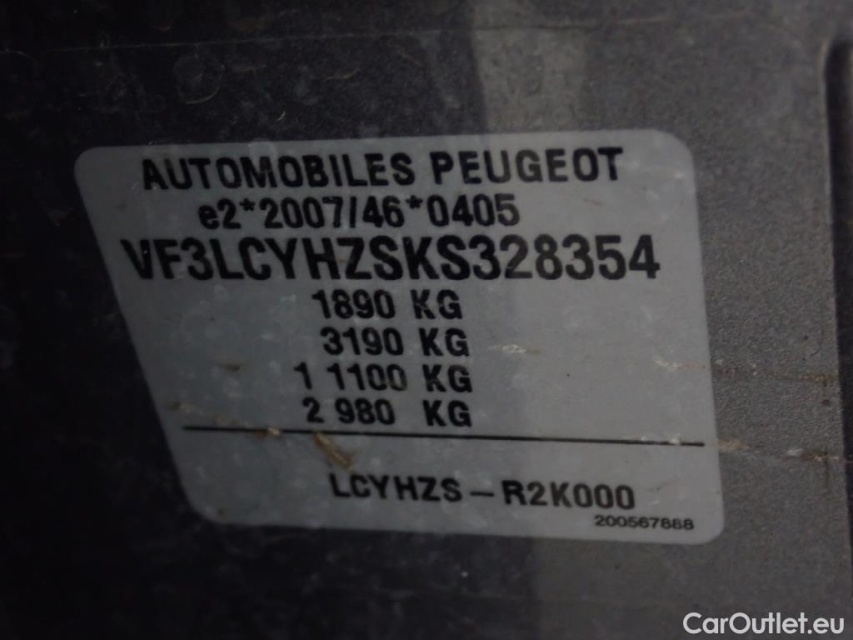 AUTOMOBILES PEUGEOT
e2*2007/46*0405
VF3LCYHZSKS328354
1890 KG
3190 KG
1 1100 KG
2 980 KG
LCYHZS – R2K000
200567868
CarOutlet.eu